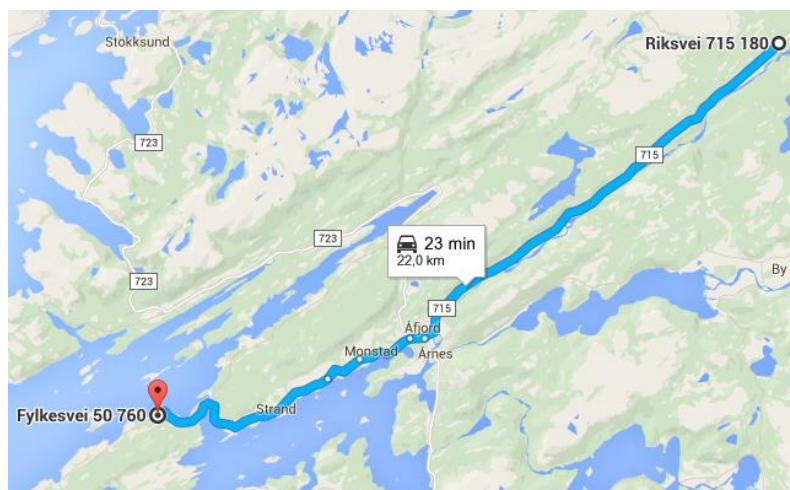 Stokksund
Riksvei 715 180
723
715
723
23 min
22,0 km
723
By
715
Åfjord
Monstad
Årnes
Strand
Fylkesvei 50 760